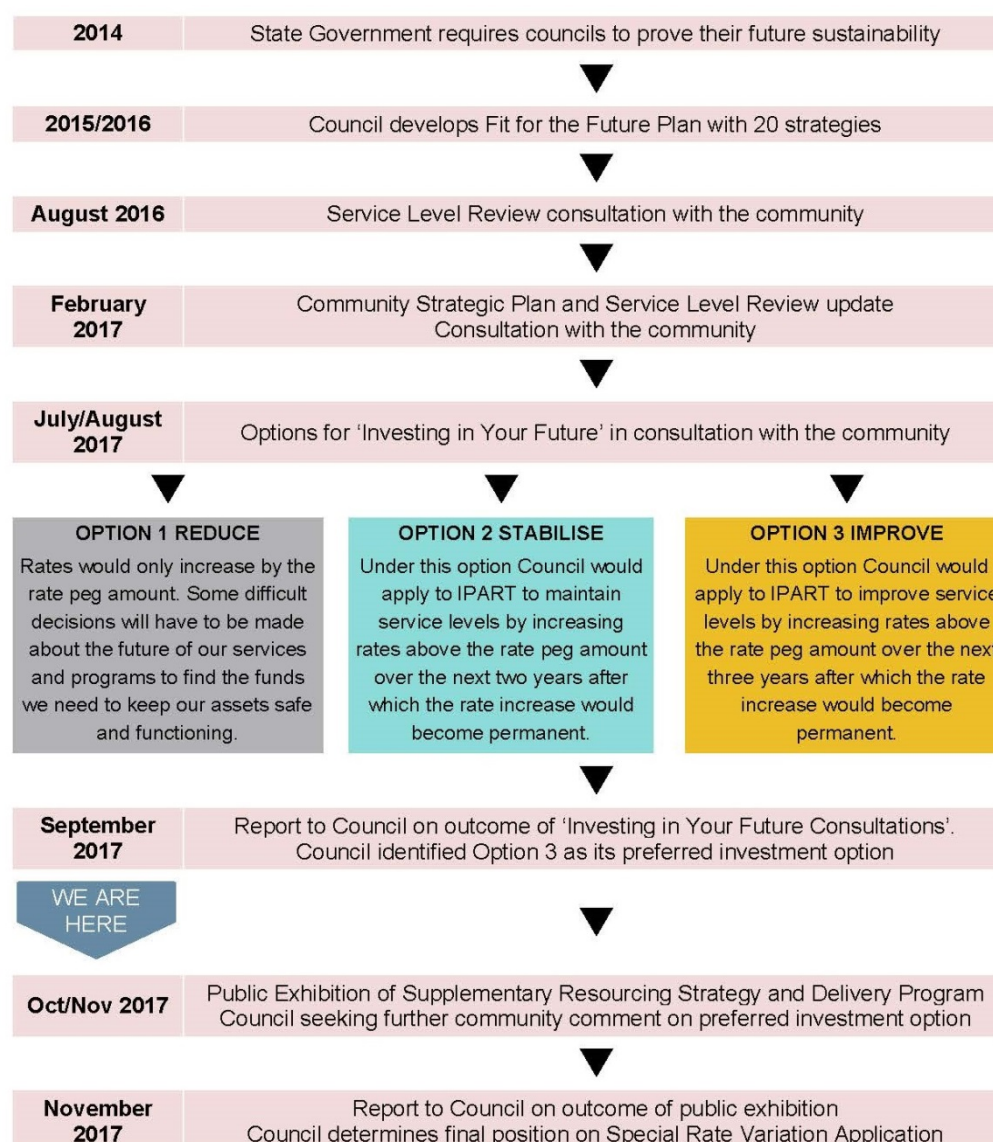 2014
State Government requires councils to prove their future sustainability
2015/2016
Council develops Fit for the Future Plan with 20 strategies
August 2016
Service Level Review consultation with the community
February
2017
Community Strategic Plan and Service Level Review update
Consultation with the community
July/August
2017
Options for ‘Investing in Your Future’ in consultation with the community
OPTION 1 REDUCE
Rates would only increase by the
rate peg amount. Some difficult
decisions will have to be made
about the future of our services
and programs to find the funds
we need to keep our assets safe
and functioning.
OPTION 2 STABILISE
Under this option Council would
apply to IPART to maintain
service levels by increasing
rates above the rate peg amount
over the next two years after
which the rate increase would
become permanent.
OPTION 3 IMPROVE
Under this option Council would
apply to IPART to improve service
levels by increasing rates above
the rate peg amount over the next
three years after which the rate
increase would become
permanent.
September
2017
Report to Council on outcome of ‘Investing in Your Future Consultations’.
Council identified Option 3 as its preferred investment option
WE ARE
HERE
Oct/Nov 2017
Public Exhibition of Supplementary Resourcing Strategy and Delivery Program
Council seeking further community comment on preferred investment option
November
2017
Report to Council on outcome of public exhibition
Council determines final position on Special Rate Variation Application